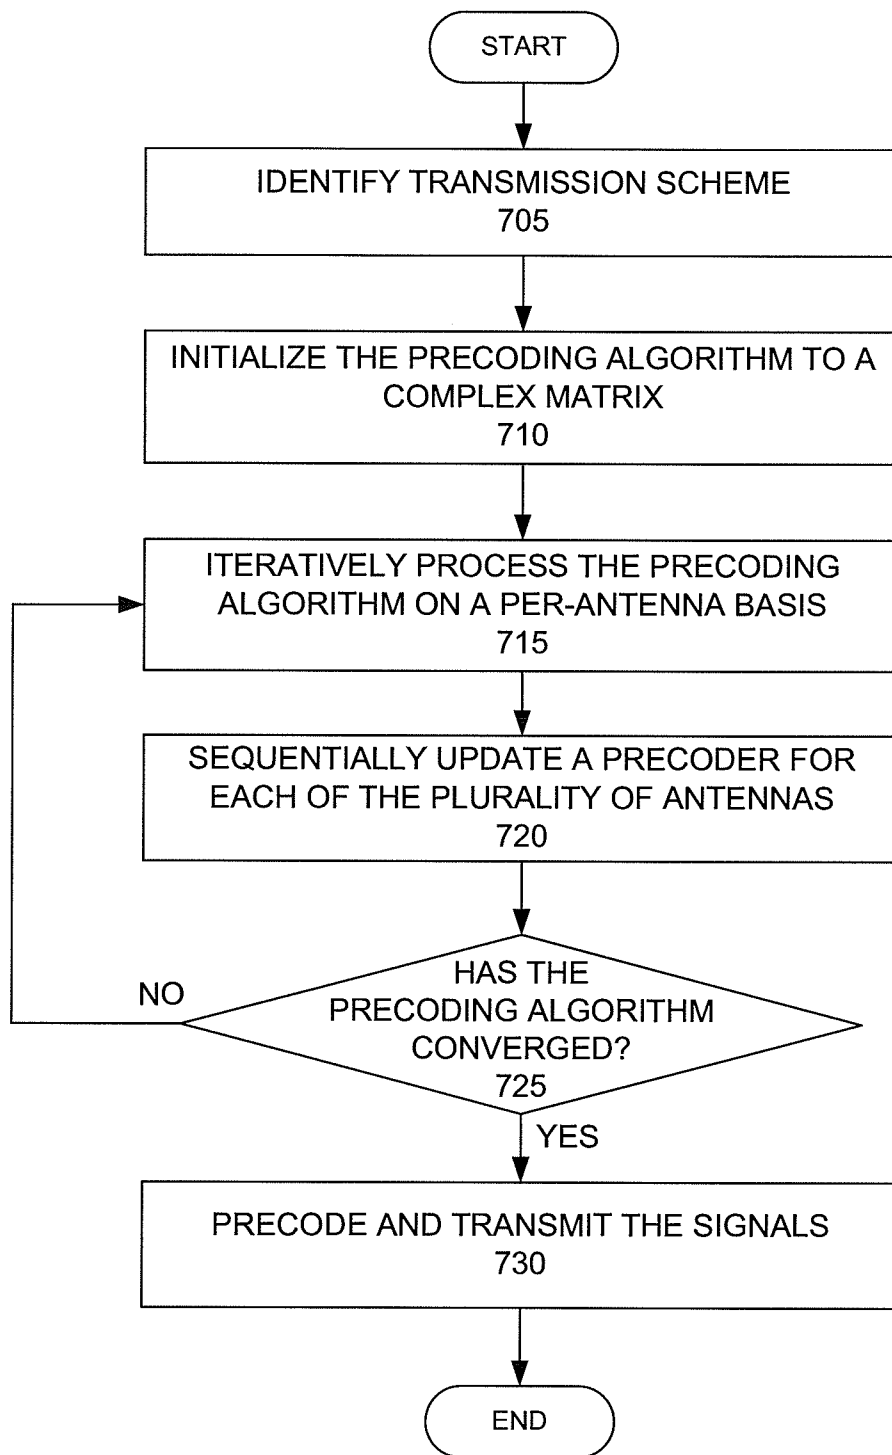 START
IDENTIFY TRANSMISSION SCHEME
705
INITIALIZE THE PRECODING ALGORITHM TO A
COMPLEX MATRIX
710
ITERATIVELY PROCESS THE PRECODING
ALGORITHM ON A PER-ANTENNA BASIS
715
SEQUENTIALLY UPDATE A PRECODER FOR
EACH OF THE PLURALITY OF ANTENNAS
720
HAS THE
PRECODING ALGORITHM
CONVERGED?
725
NO
YES
PRECODE AND TRANSMIT THE SIGNALS
730
END